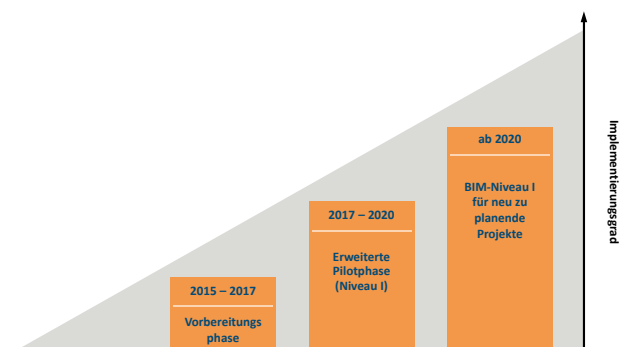 ab 2020
BIM-Niveau I
für neu zu
planende
Projekte
2017 – 2020
Erweiterte
Pilotphase
(Niveau I)
2015 – 2017
Vorbereitungs
phase
Implementierungsgrad